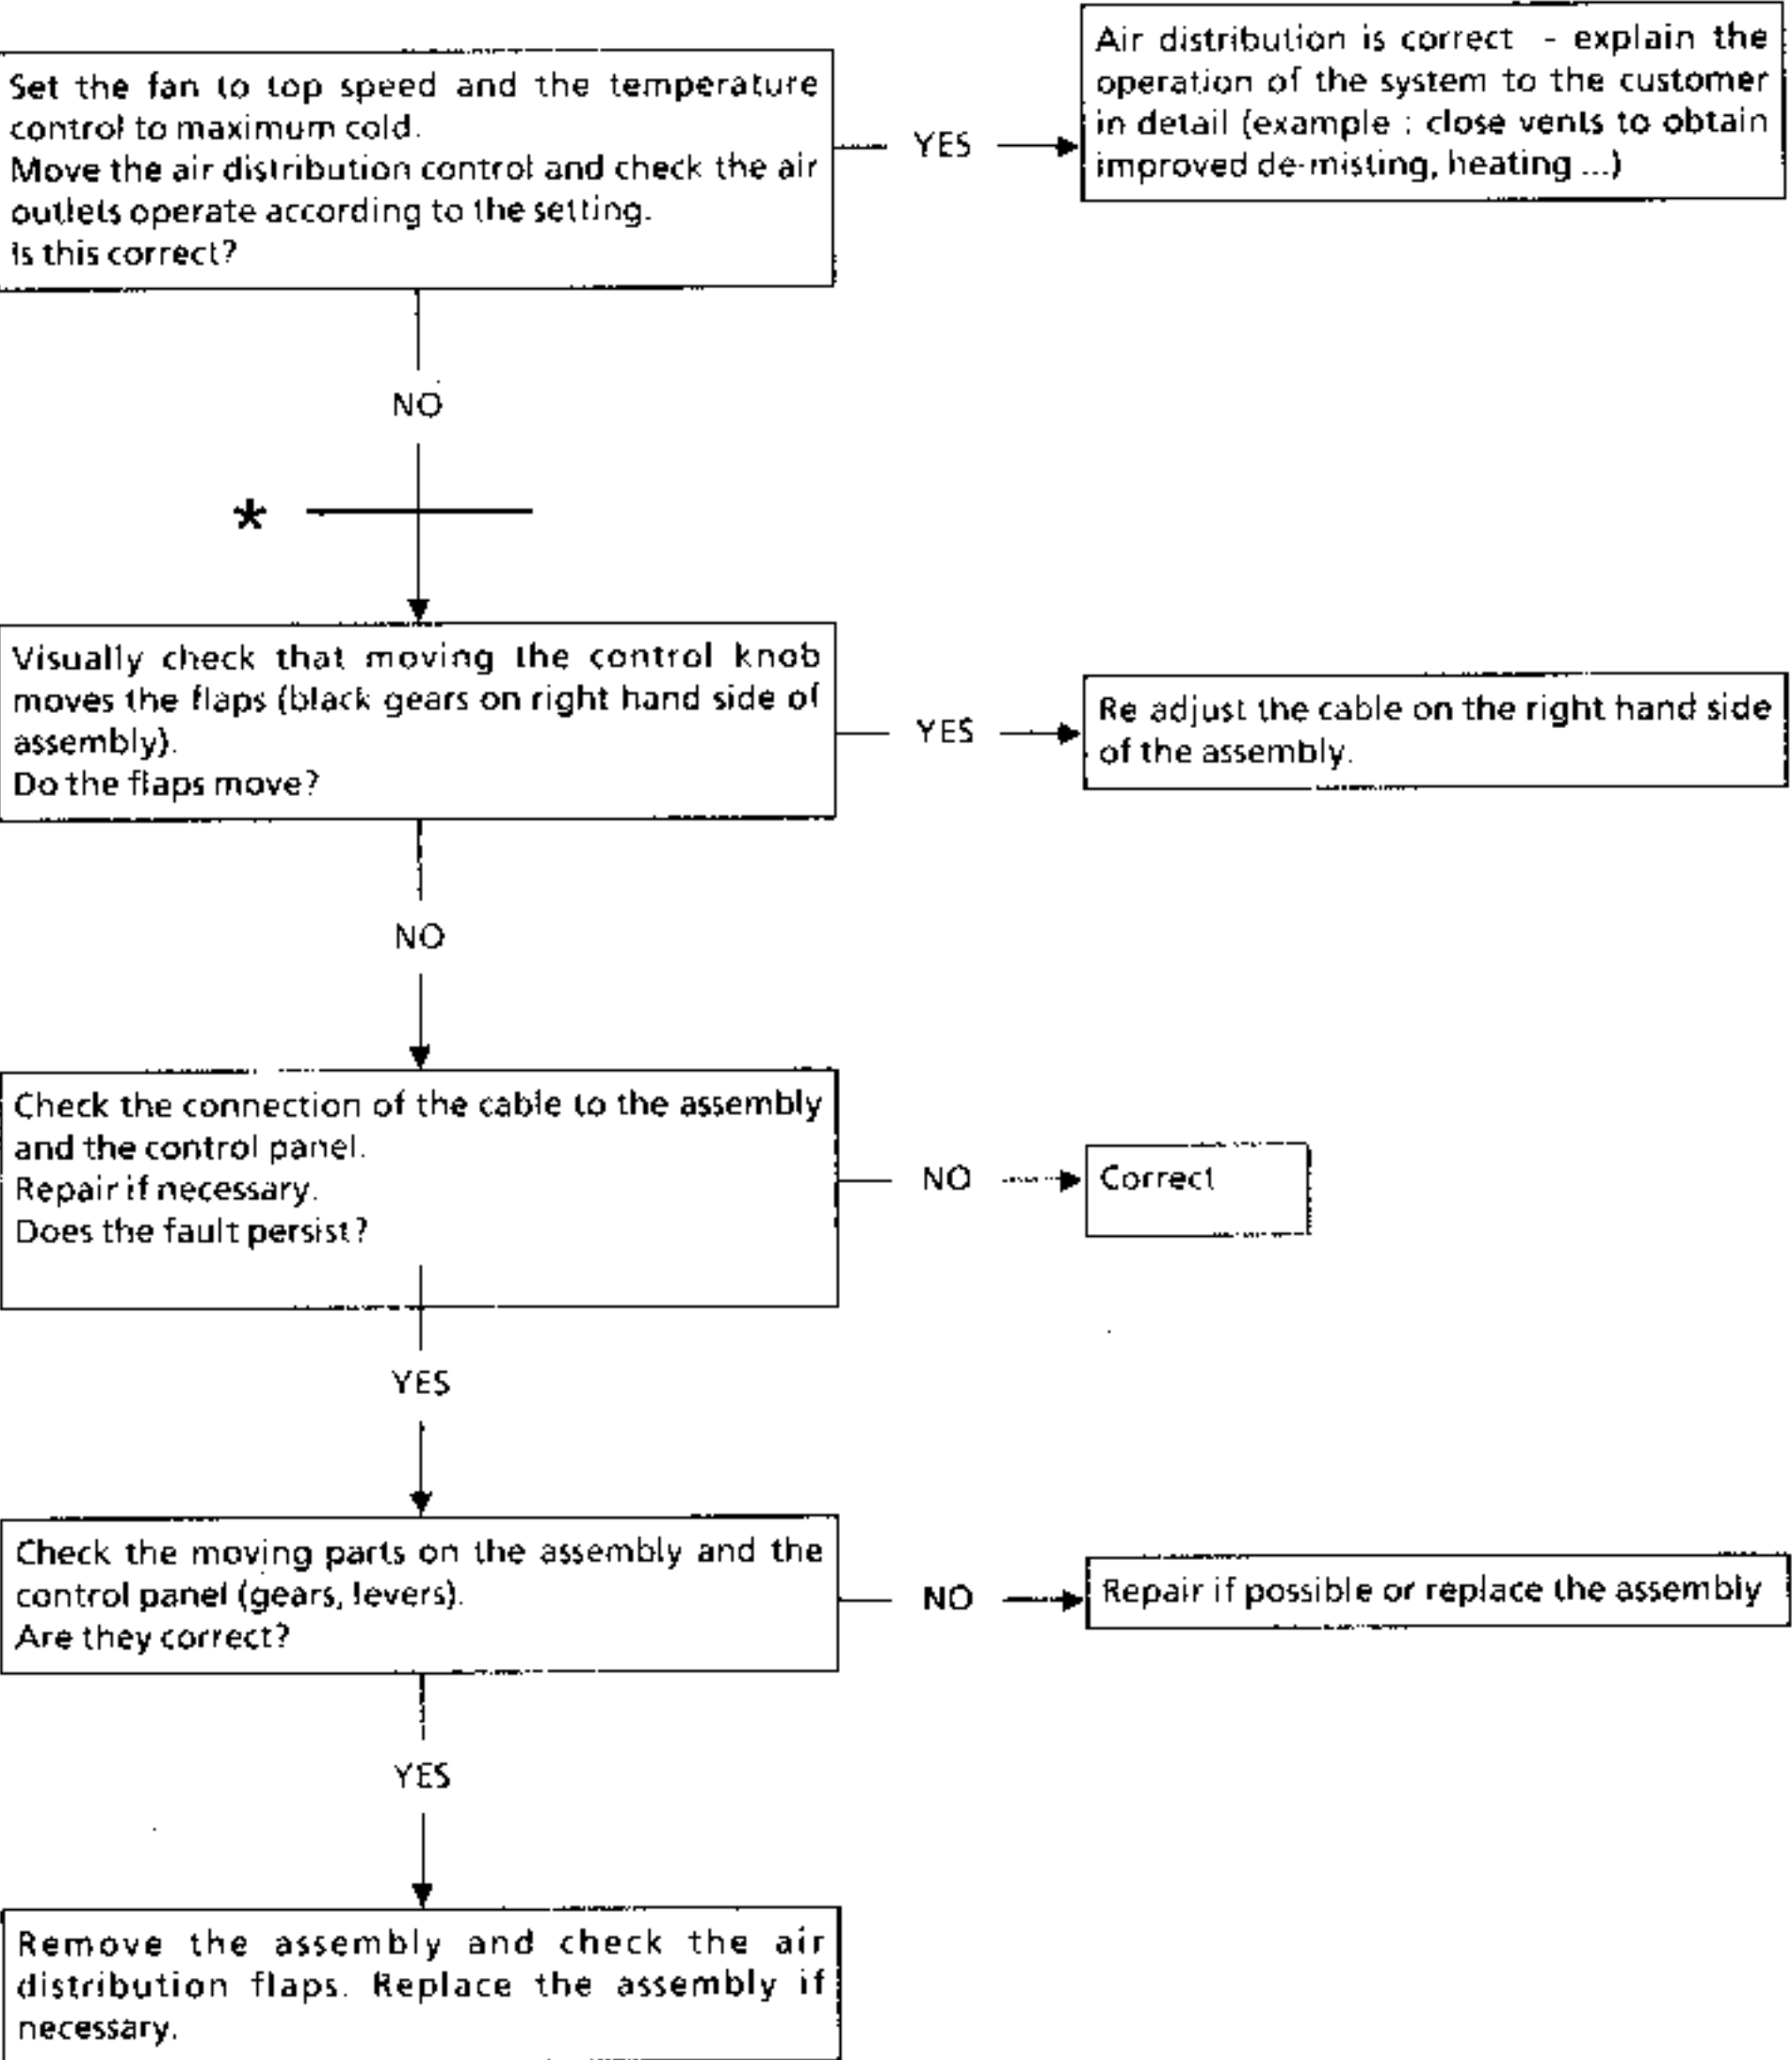 Set the fan to top speed and the temperature
control to maximum cold.
Move the air distribution control and check the air
outlets operate according to the setting.
Is this correct?
YES
Air distribution is correct - explain the
operation of the system to the customer
in detail (example : close vents to obtain
improved de-misting, heating ...)
NO
*
Visually check that moving the control knob
moves the flaps (black gears on right hand side of
assembly).
Do the flaps move?
YES
Re adjust the cable on the right hand side
of the assembly.
NO
Check the connection of the cable to the assembly
and the control panel.
Repair if necessary.
Does the fault persist?
NO
Correct
YES
Check the moving parts on the assembly and the
control panel (gears, levers).
Are they correct?
NO
Repair if possible or replace the assembly
YES
Remove the assembly and check the air
distribution flaps. Replace the assembly if
necessary.